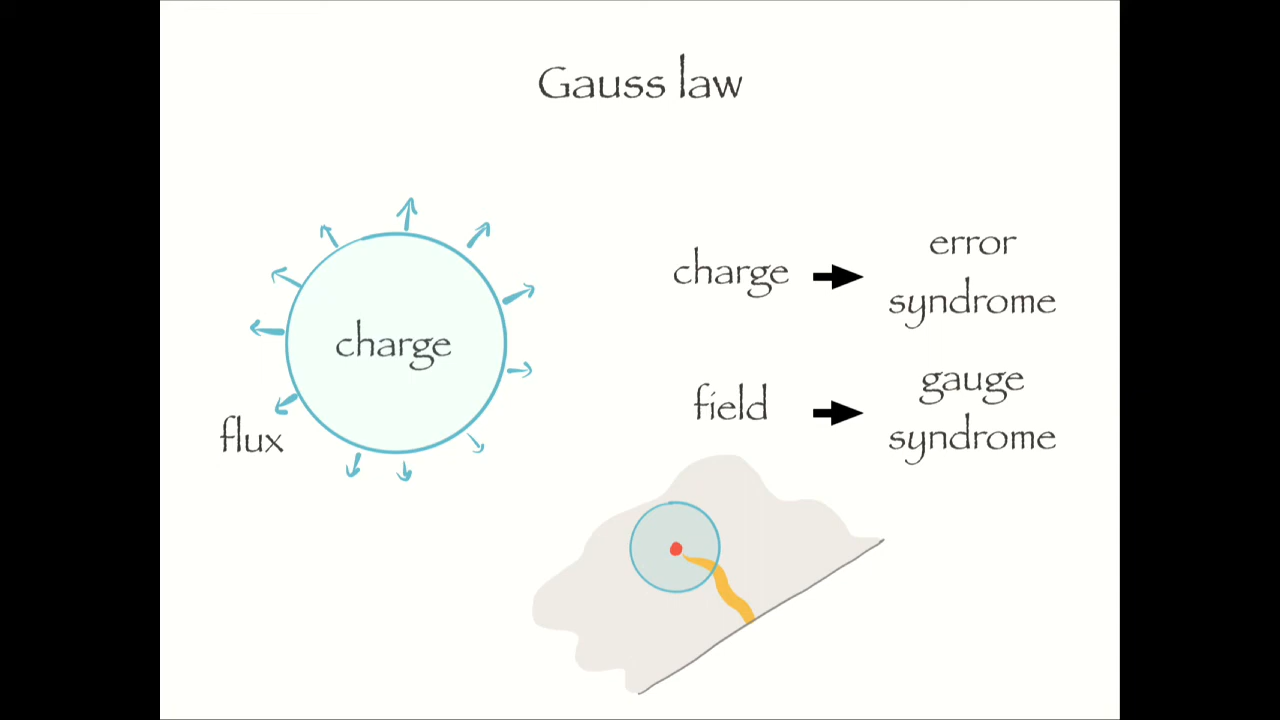 Gauss law
charge
flux
charge
error
syndrome
field
gauge
syndrome